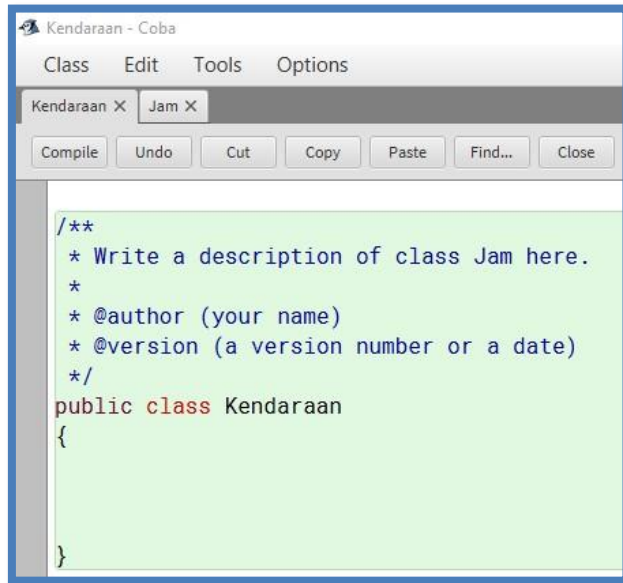 Kendaraan - Coba
Class Edit Tools Options
Kendaraan X Jam X
Compile Undo Cut Copy Paste Find... Close
/**
 * Write a description of class Jam here.
 *
 * @author (your name)
 * @version (a version number or a date)
 */
public class Kendaraan
{
}